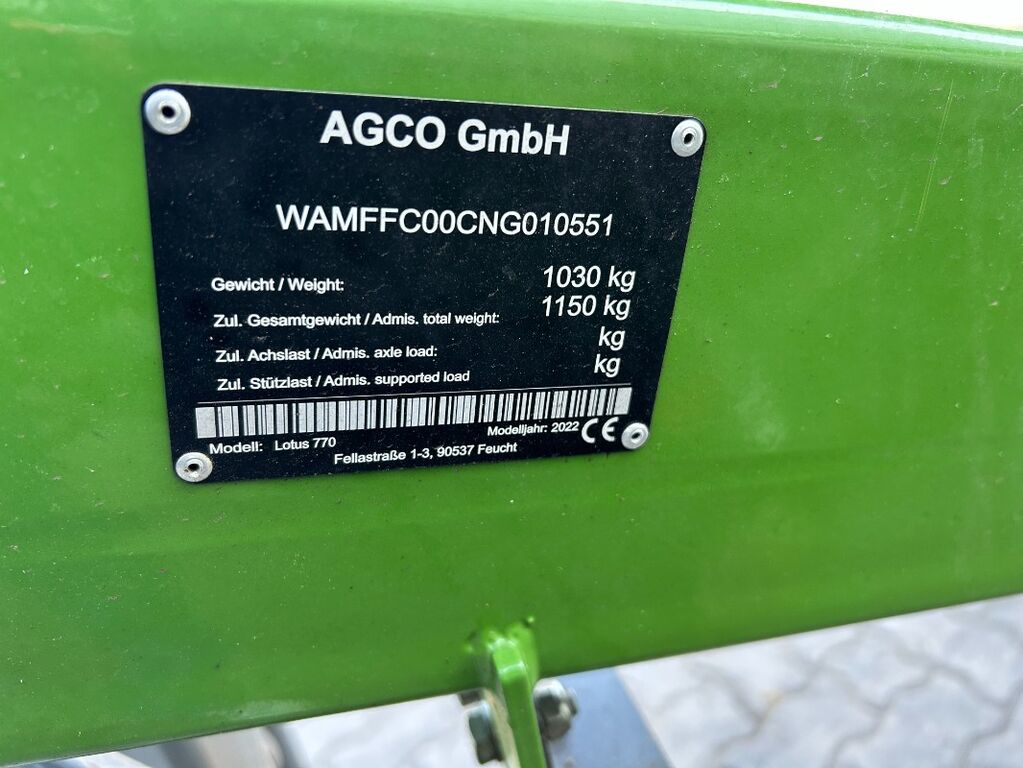 AGCO GmbH
WAMFFC00CNG010551
Gewicht / Weight: 1030 kg
Zul. Gesamtgewicht / Admis. total weight: 1150 kg
Zul. Achslast / Admis. axle load: kg
Zul. Stützlast / Admis. supported load kg
Modell: Lotus 770 Modelljahr: 2022 CE
Fellastraße 1-3, 90537 Feucht